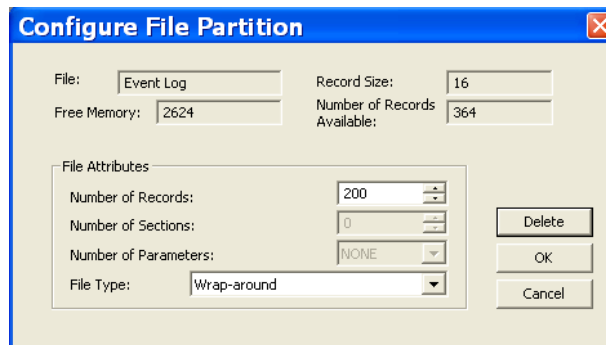 Configure File Partition
File: Event Log
Record Size: 16
Free Memory: 2624
Number of Records Available: 364
File Attributes
Number of Records: 200
Number of Sections: 0
Number of Parameters: NONE
File Type: Wrap-around
Delete
OK
Cancel